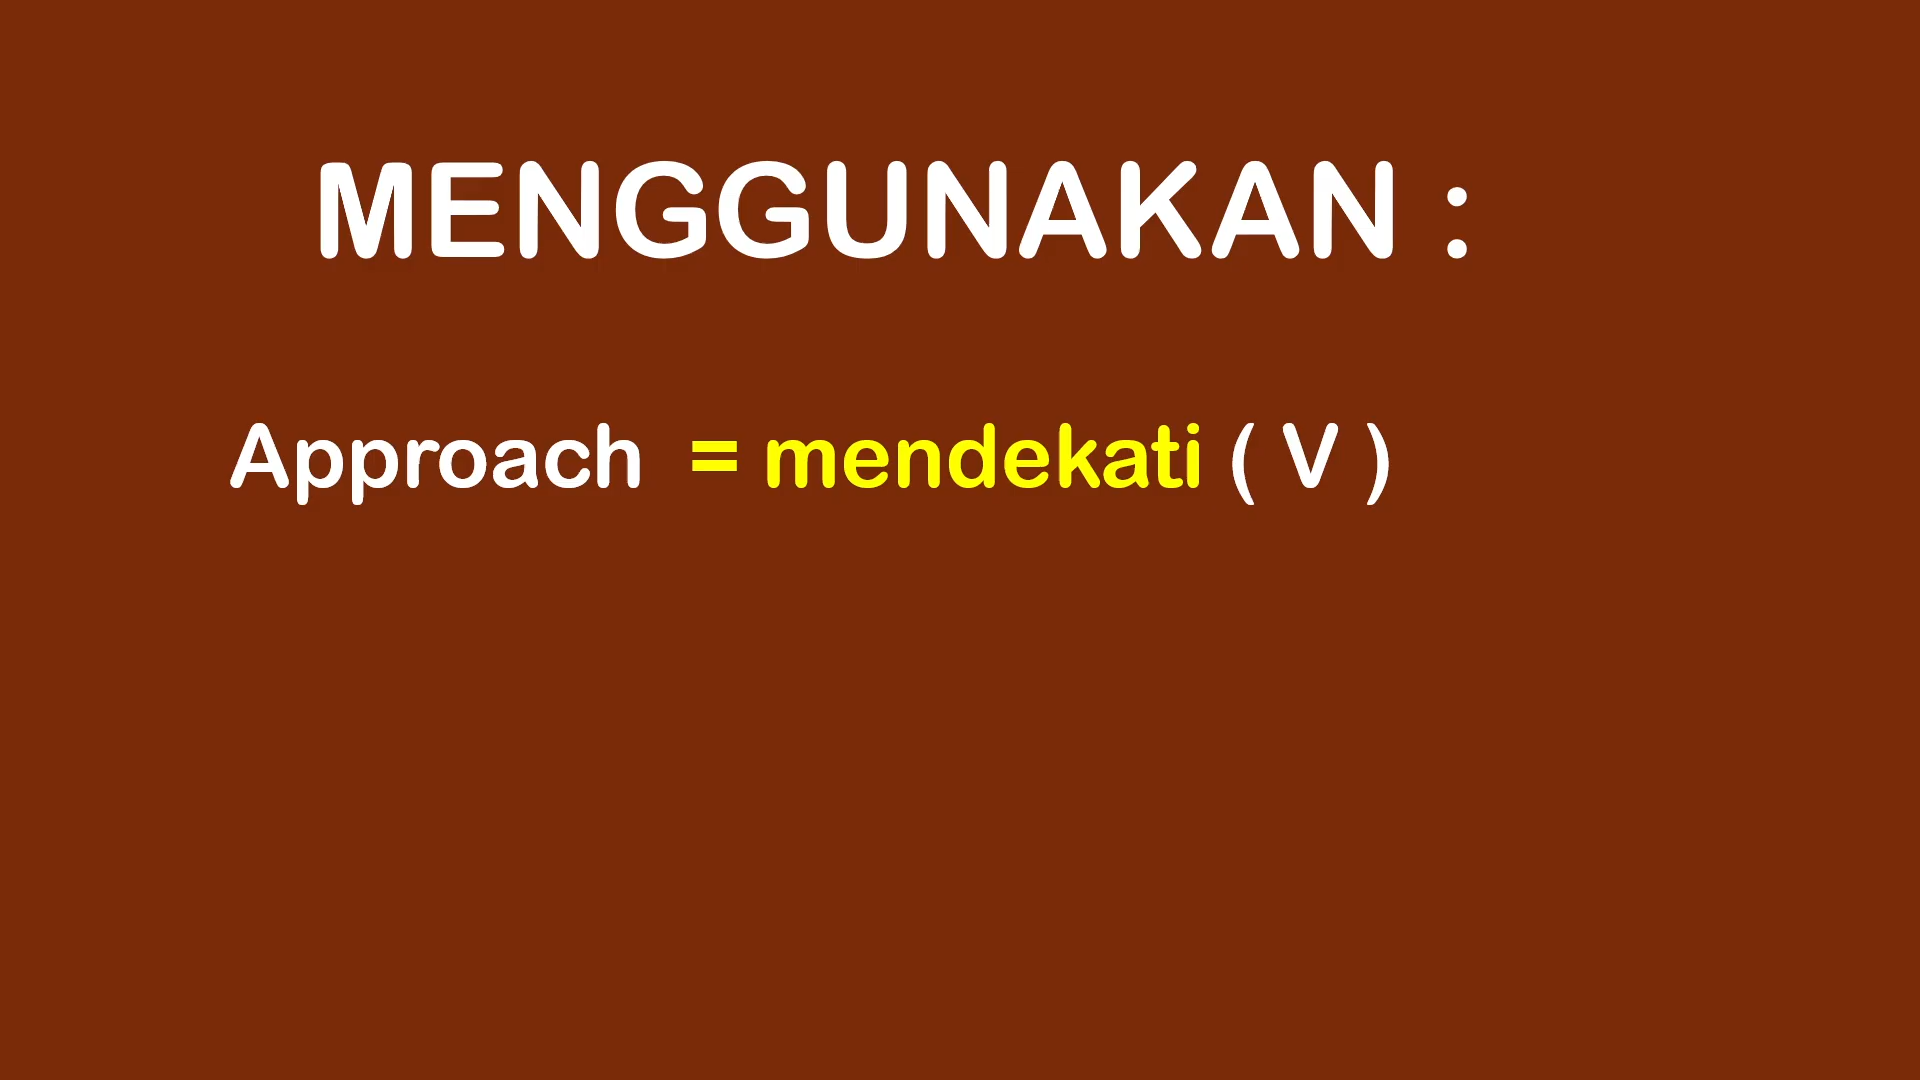 MENGGUNAKAN :
Approach = mendekati ( V )